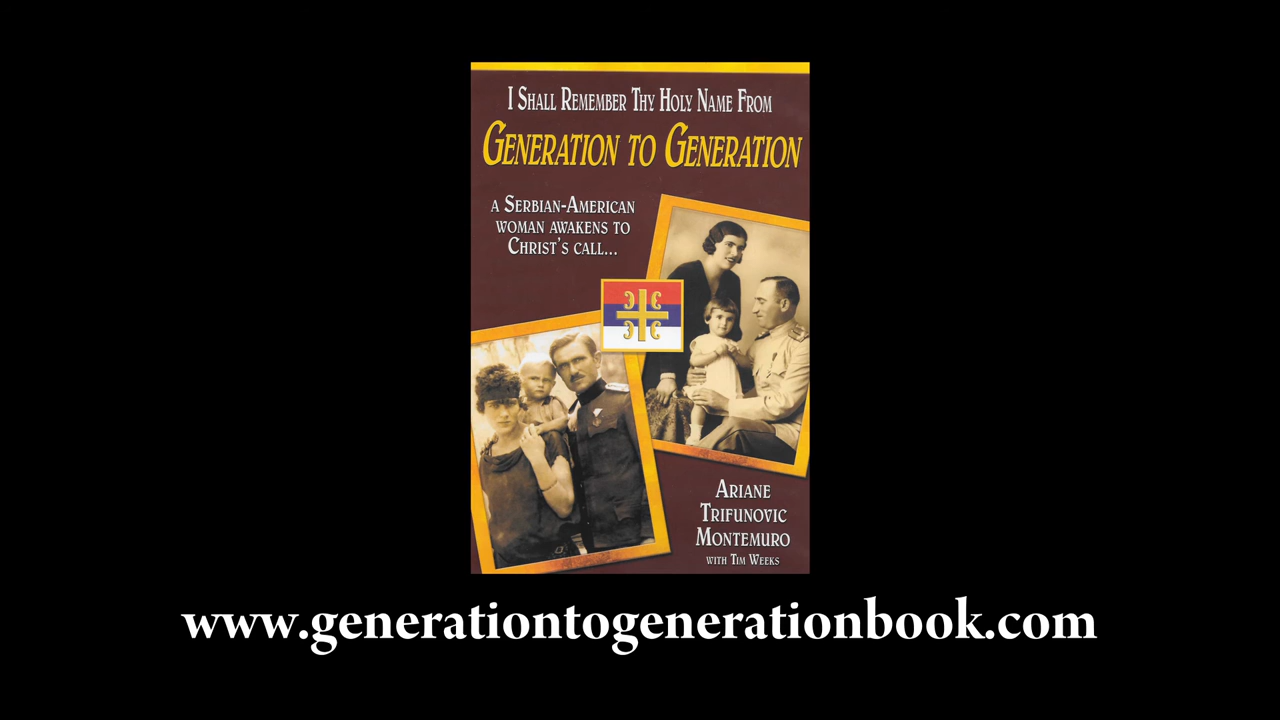 I Shall Remember Thy Holy Name From
Generation to Generation
a Serbian-American
woman awakens to
Christ's call...
Ariane
Trifunovic
Montemuro
with Tim Weeks
www.generationtogenerationbook.com